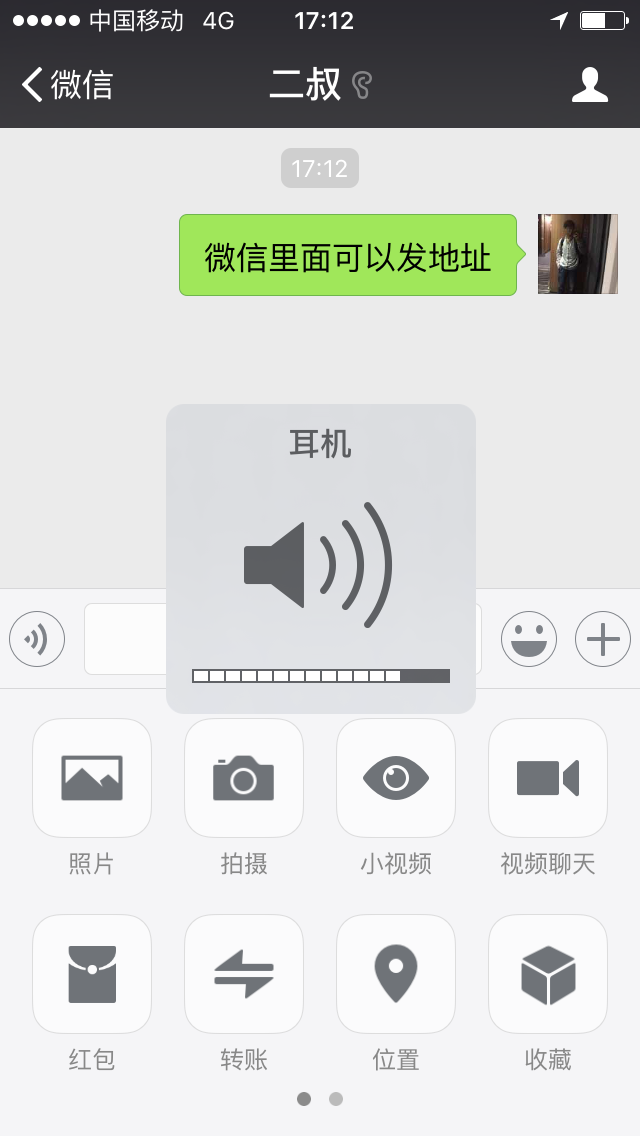 中国移动 4G 17:12
微信 二叔
17:12
微信里面可以发地址
耳机
照片 拍摄 小视频 视频聊天
红包 转账 位置 收藏